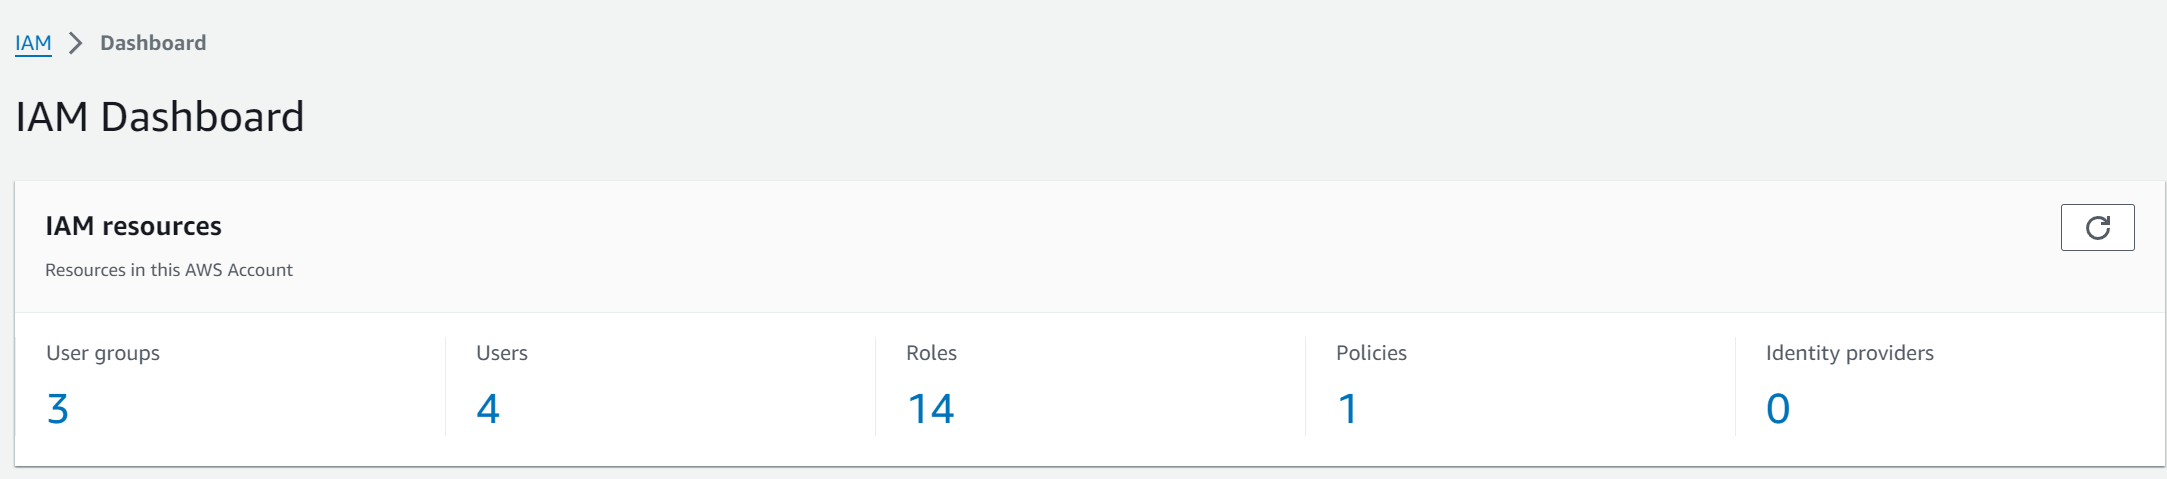 IAM Dashboard
IAM Dashboard
IAM resources
Resources in this AWS Account
User groups Users Roles Policies Identity providers
3 4 14 1 0